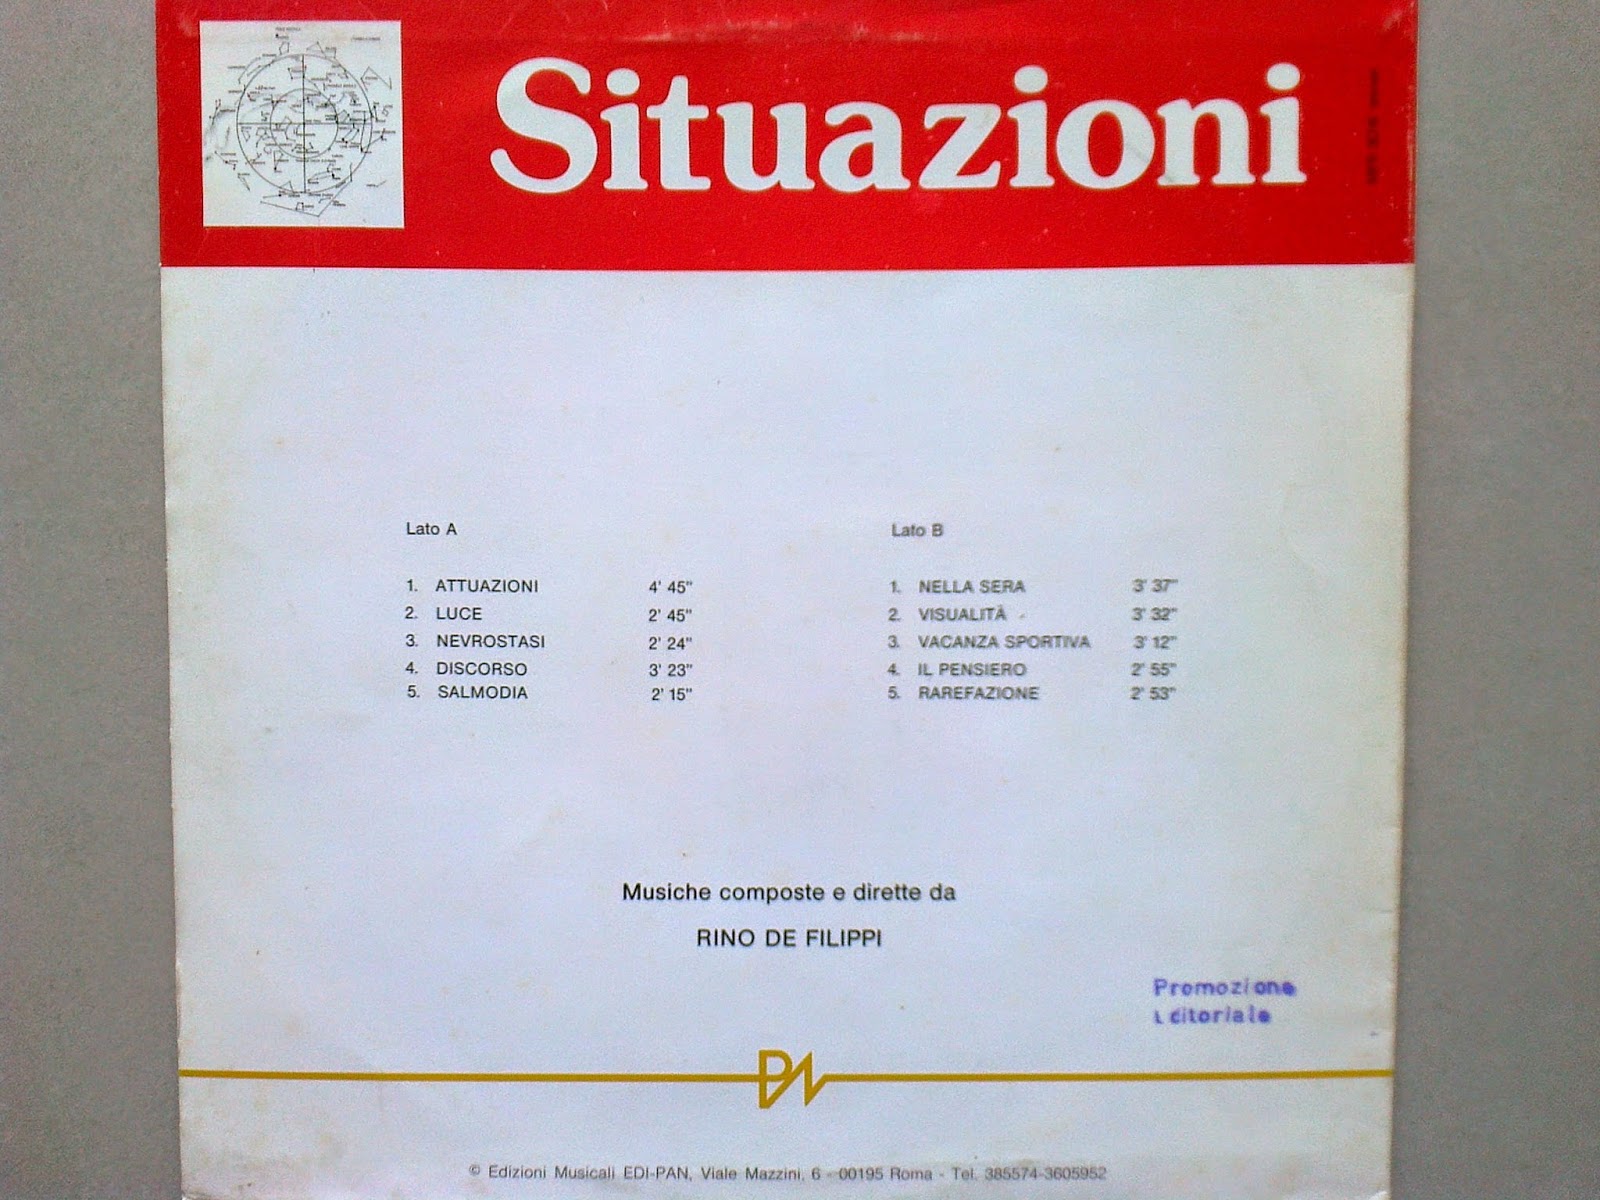 Situazioni
Lato A
1. ATTUAZIONI 4' 45"
2. LUCE 2' 45"
3. NEVROSTASI 2' 24"
4. DISCORSO 3' 23"
5. SALMODIA 2' 15"
Lato B
1. NELLA SERA 3' 37"
2. VISUALITÀ 3' 32"
3. VACANZA SPORTIVA 3' 12"
4. IL PENSIERO 2' 55"
5. RAREFAZIONE 2' 53"
Musiche composte e dirette da
RINO DE FILIPPI
Promozione
Editoriale
© Edizioni Musicali EDI-PAN, Viale Mazzini, 6 - 00195 Roma - Tel. 385574-3605952